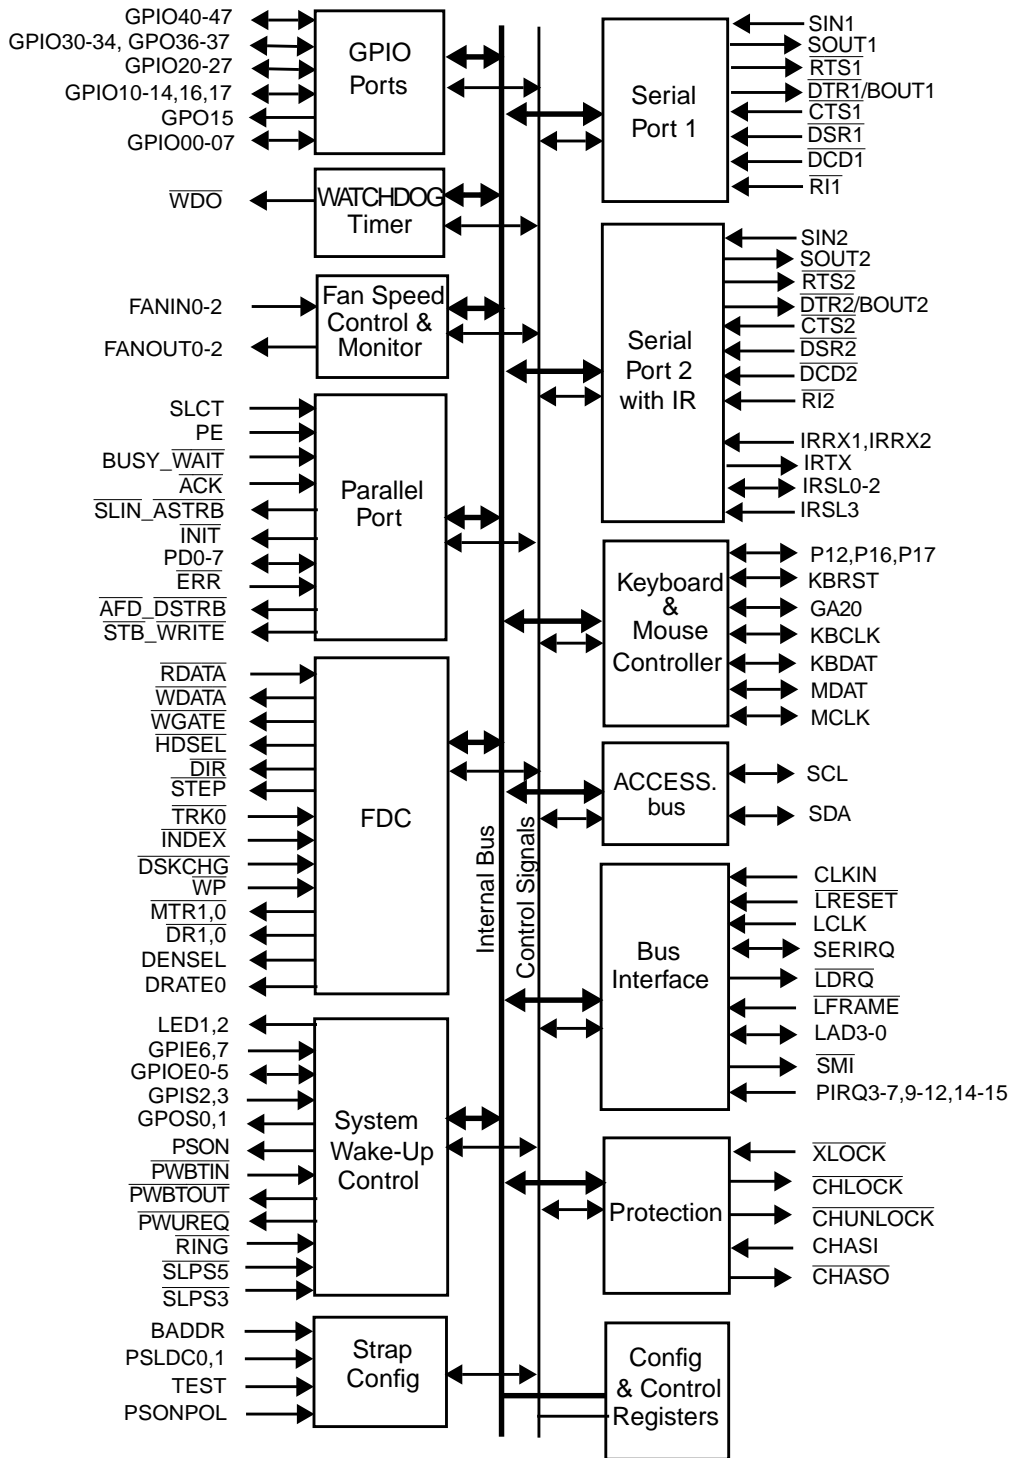 GPIO40-47
GPIO30-34, GPO36-37
GPIO20-27
GPIO10-14,16,17
GPO15
GPIO00-07
GPIO
Ports
WDO
WATCHDOG
Timer
FANIN0-2
FANOUT0-2
Fan Speed
Control &
Monitor
SLCT
PE
BUSY_WAIT
ACK
SLIN_ASTRB
INIT
PD0-7
ERR
AFD_DSTRB
STB_WRITE
Parallel
Port
RDATA
WDATA
WGATE
HDSEL
DIR
STEP
TRK0
INDEX
DSKCHG
WP
MTR1,0
DR1,0
DENSEL
DRATE0
FDC
LED1,2
GPIE6,7
GPIOE0-5
GPIS2,3
GPOS0,1
PSON
PWBTIN
PWBTOUT
PWUREQ
RING
SLPS5
SLPS3
System
Wake-Up
Control
BADDR
PSLDC0,1
TEST
PSONPOL
Strap
Config
Internal Bus
Control Signals
Serial
Port 1
SIN1
SOUT1
RTS1
DTR1/BOUT1
CTS1
DSR1
DCD1
RI1
Serial
Port 2
with IR
SIN2
SOUT2
RTS2
DTR2/BOUT2
CTS2
DSR2
DCD2
RI2
IRRX1,IRRX2
IRTX
IRSL0-2
IRSL3
Keyboard
&
Mouse
Controller
P12,P16,P17
KBRST
GA20
KBCLK
KBDAT
MDAT
MCLK
ACCESS.
bus
SCL
SDA
Bus
Interface
CLKIN
LRESET
LCLK
SERIRQ
LDRQ
LFRAME
LAD3-0
SMI
PIRQ3-7,9-12,14-15
Protection
XLOCK
CHLOCK
CHUNLOCK
CHASI
CHASO
Config
& Control
Registers